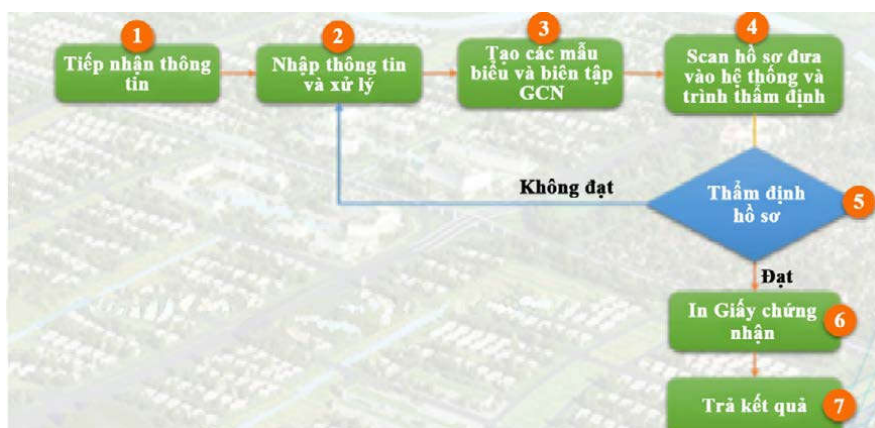 1
Tiếp nhận thông
tin
2
Nhập thông tin
và xử lý
3
Tạo các mẫu
biểu và biên tập
GCN
4
Scan hồ sơ đưa
vào hệ thống và
trình thẩm định
Không đạt
Thẩm định
hồ sơ
5
Đạt
In Giấy chứng
nhận
6
Trả kết quả
7